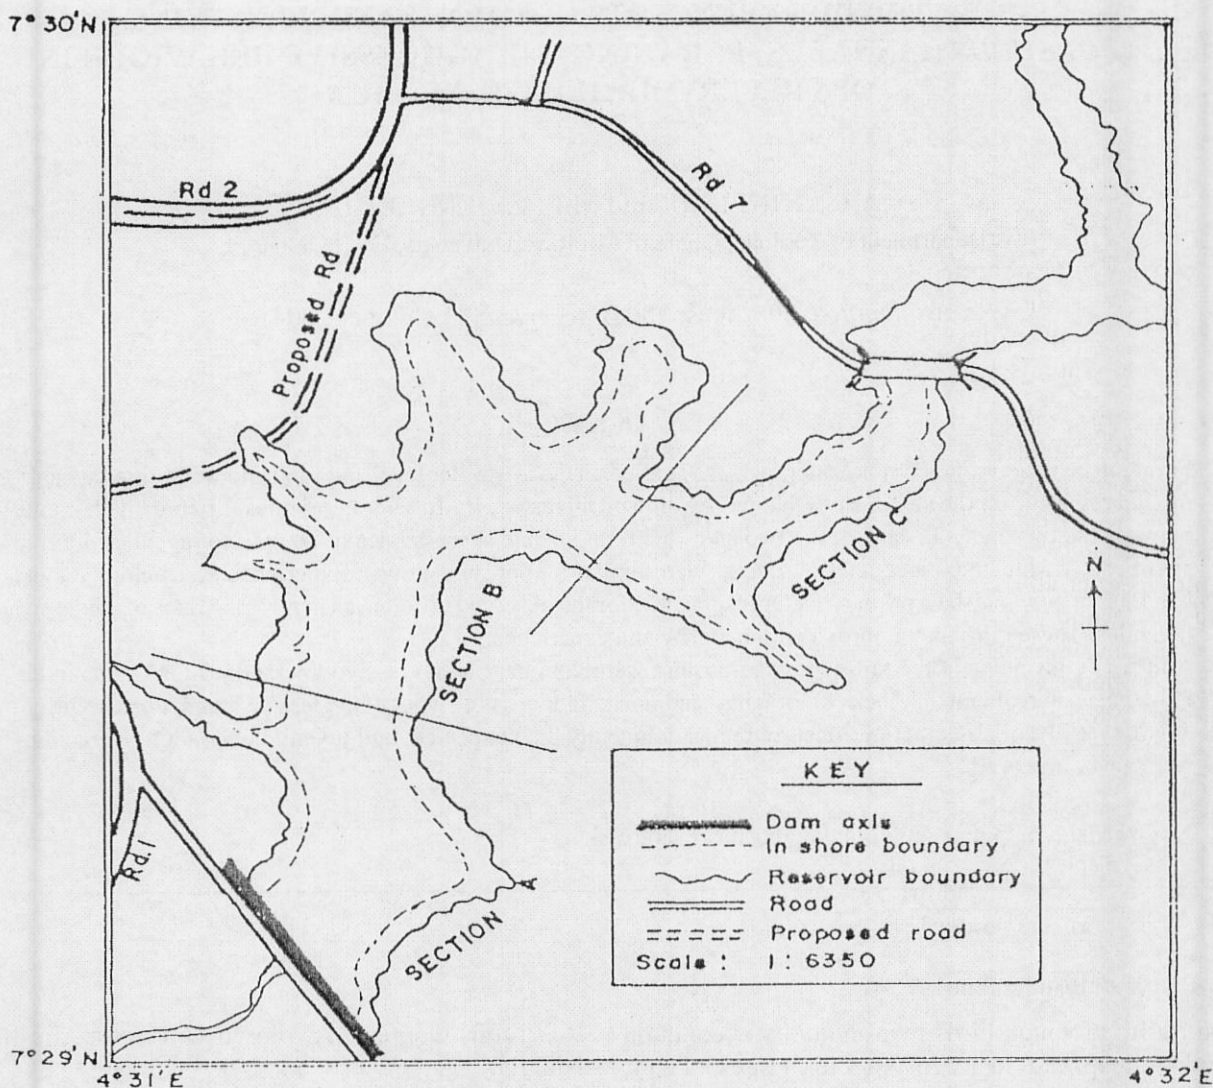 7° 30'N
Rd 2
Rd 7
Proposed Rd
SECTION C
N
SECTION B
Rd.1
SECTION A
KEY
Dam axis
In shore boundary
Reservoir boundary
Road
Proposed road
Scale : 1: 6350
7° 29'N
4° 31'E
4° 32'E